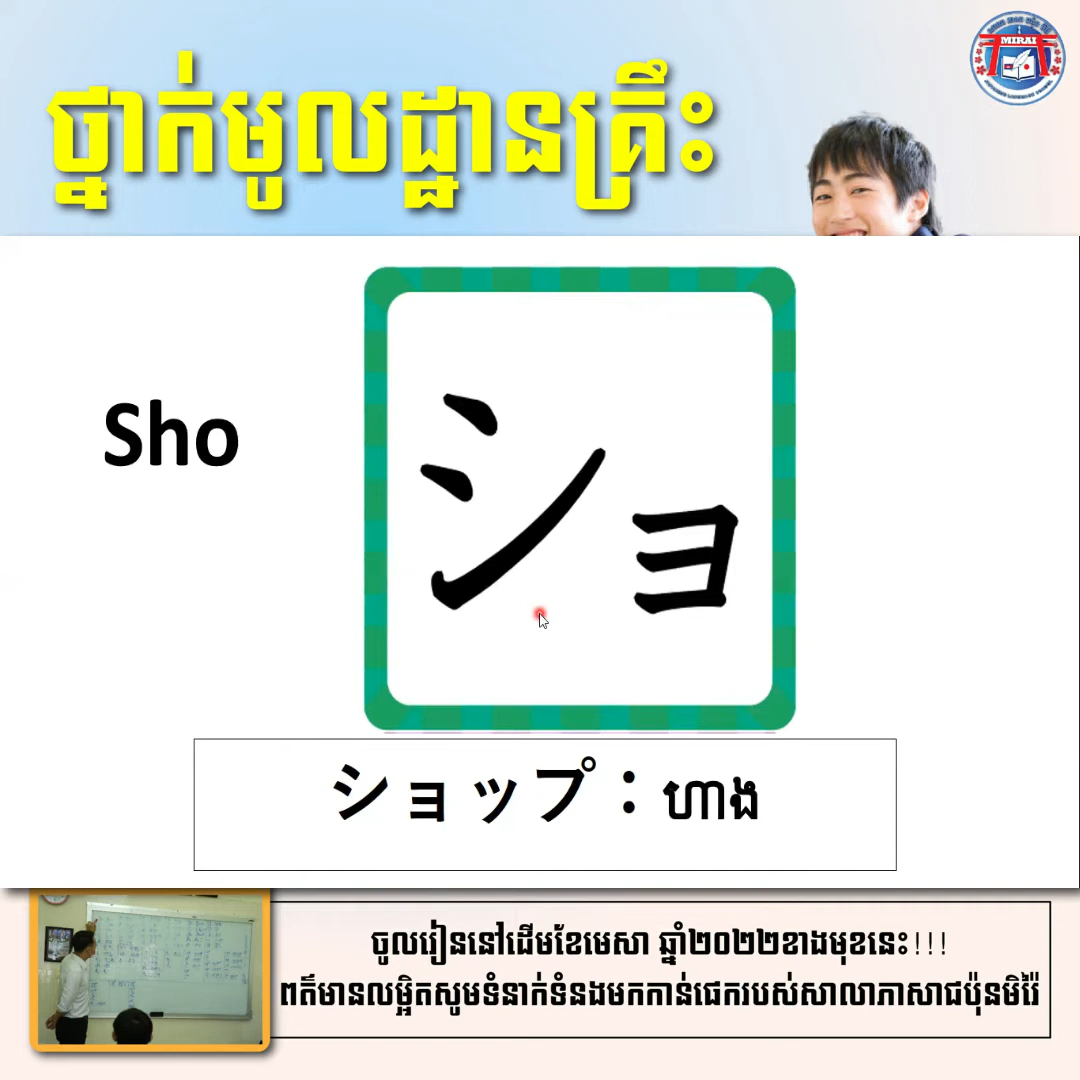 ថ្នាក់មូលដ្ឋានគ្រឹះ
MIRAI
Sho
ショ
ショップ：ហាង
ចូលរៀននៅដើមខែមេសា ឆ្នាំ២០២២ខាងមុខនេះ!!!
ពត៌មានលម្អិតសូមទំនាក់ទំនងមកកាន់ផេករបស់សាលាភាសាជប៉ុនមិរ៉ៃ